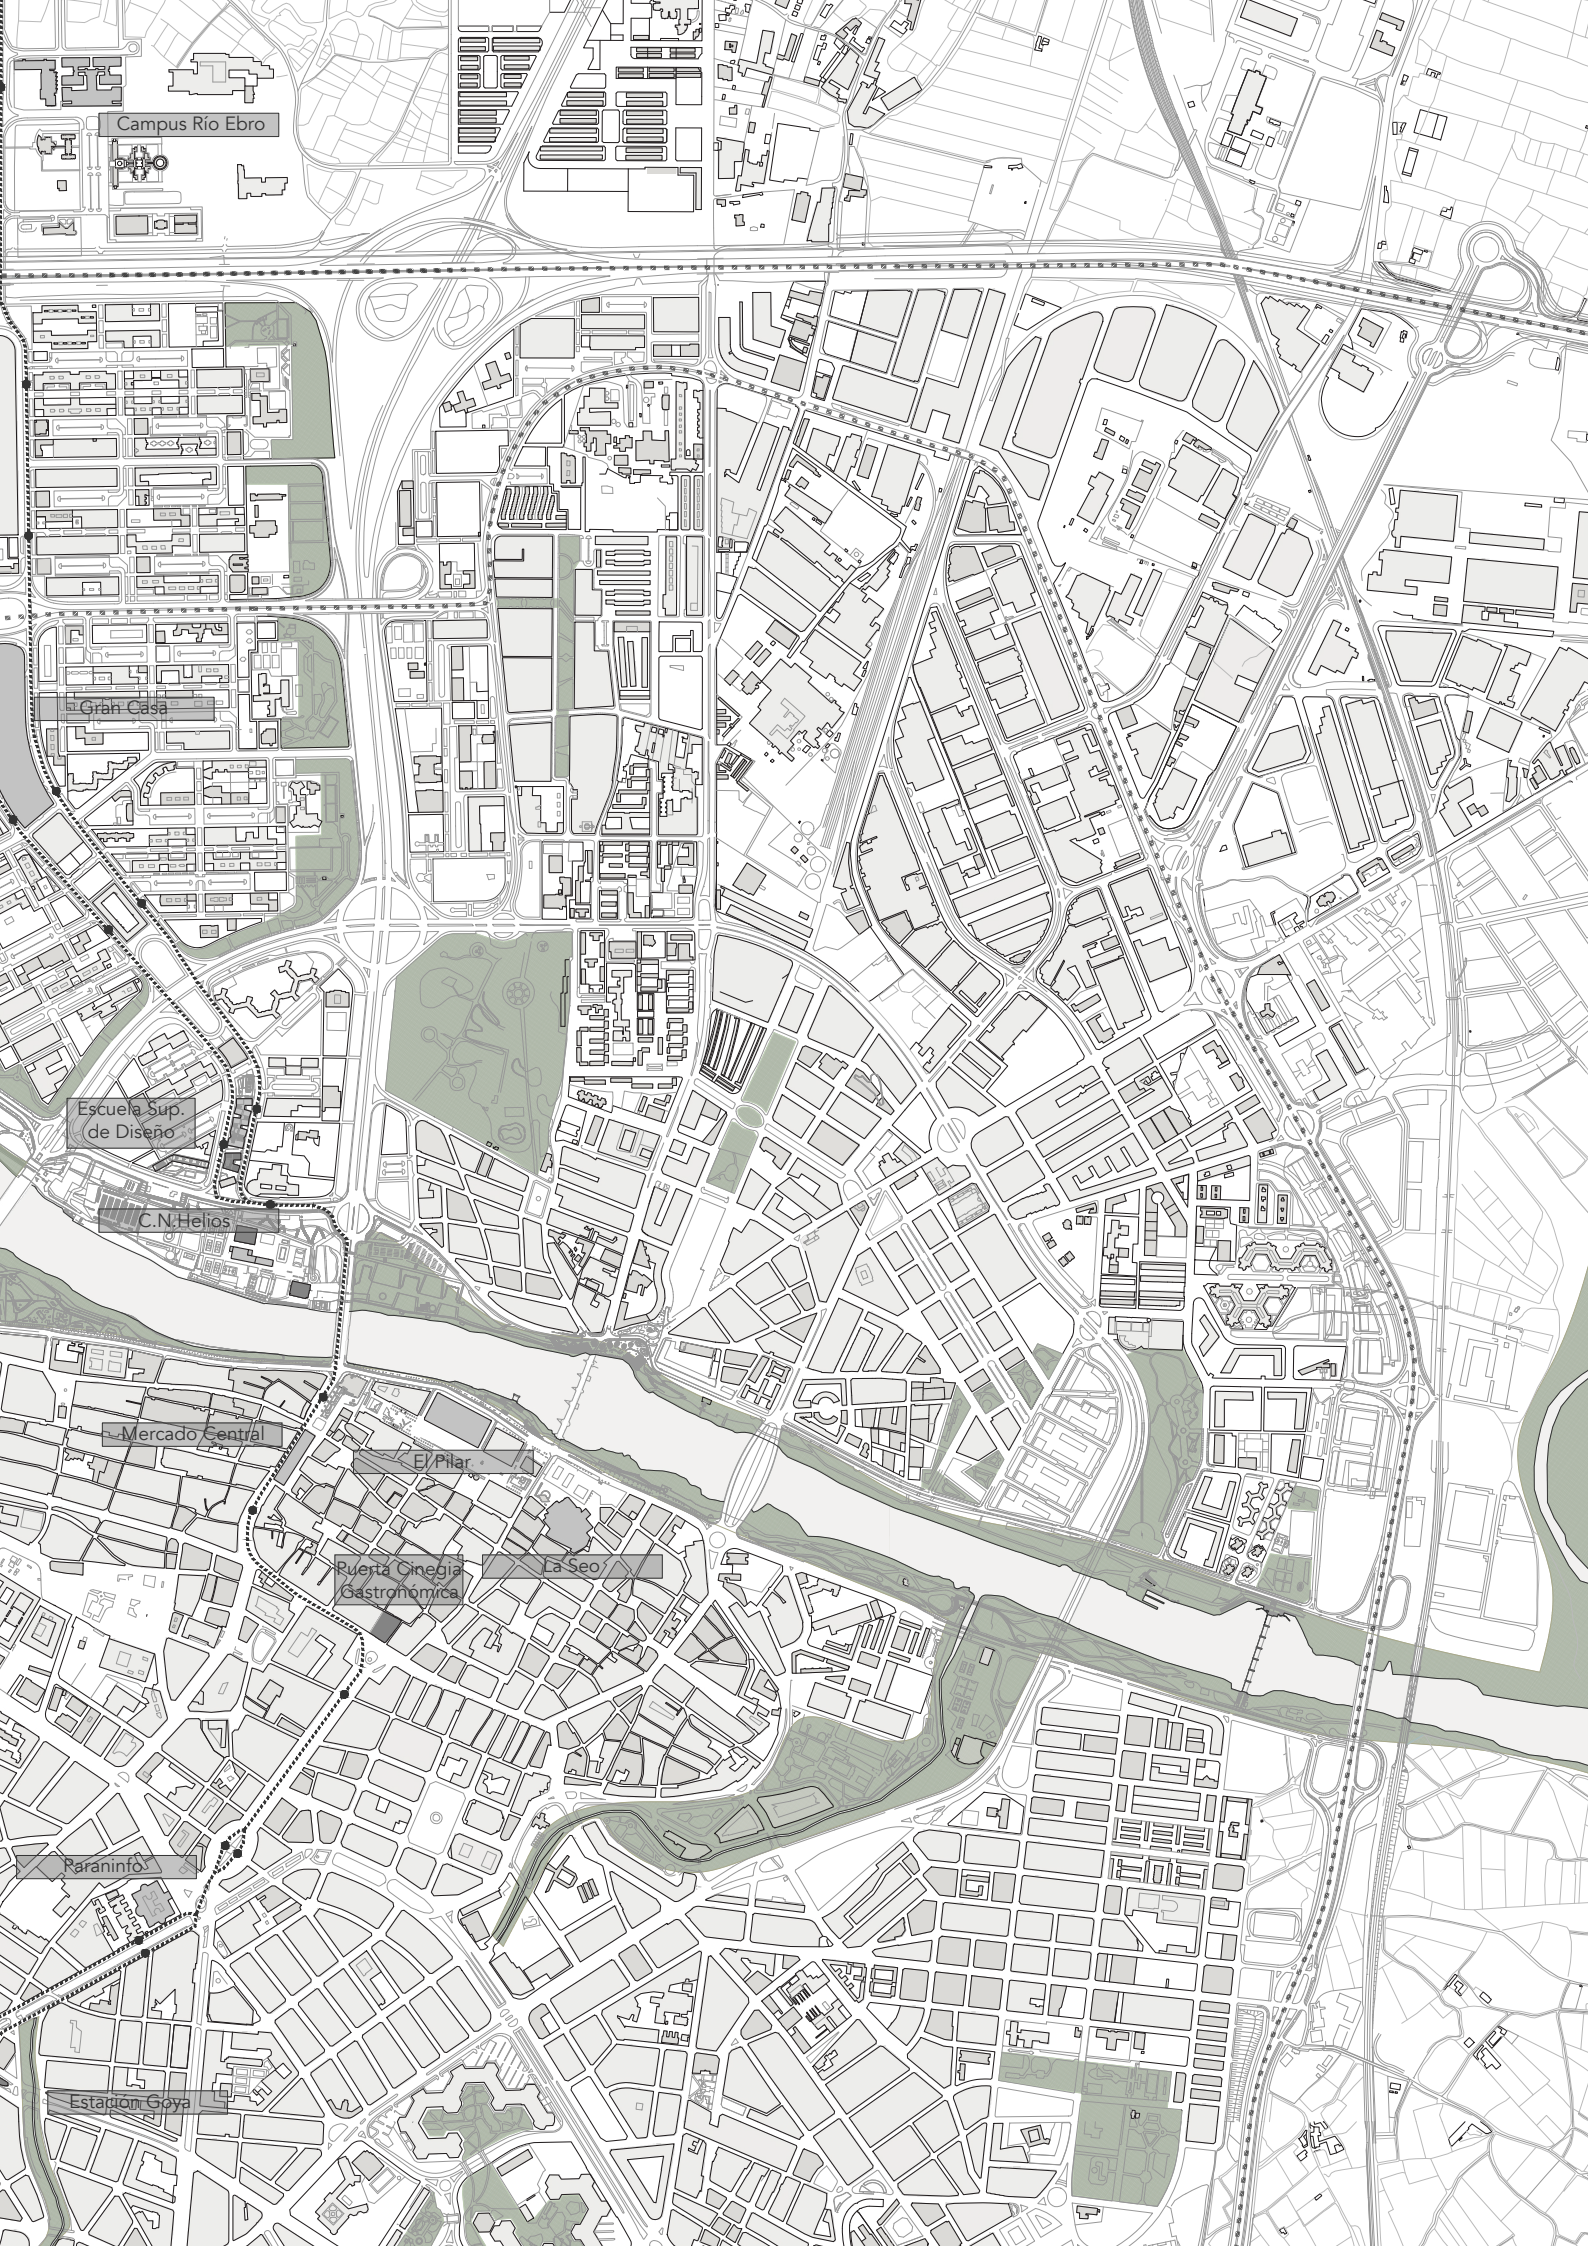 Campus Río Ebro
Gran Casa
Escuela Sup.
de Diseño
C.N.Helios
Mercado Central
El Pilar
Puerta Cinegia
Gastronómica
La Seo
Paraninfo
Estación Goya